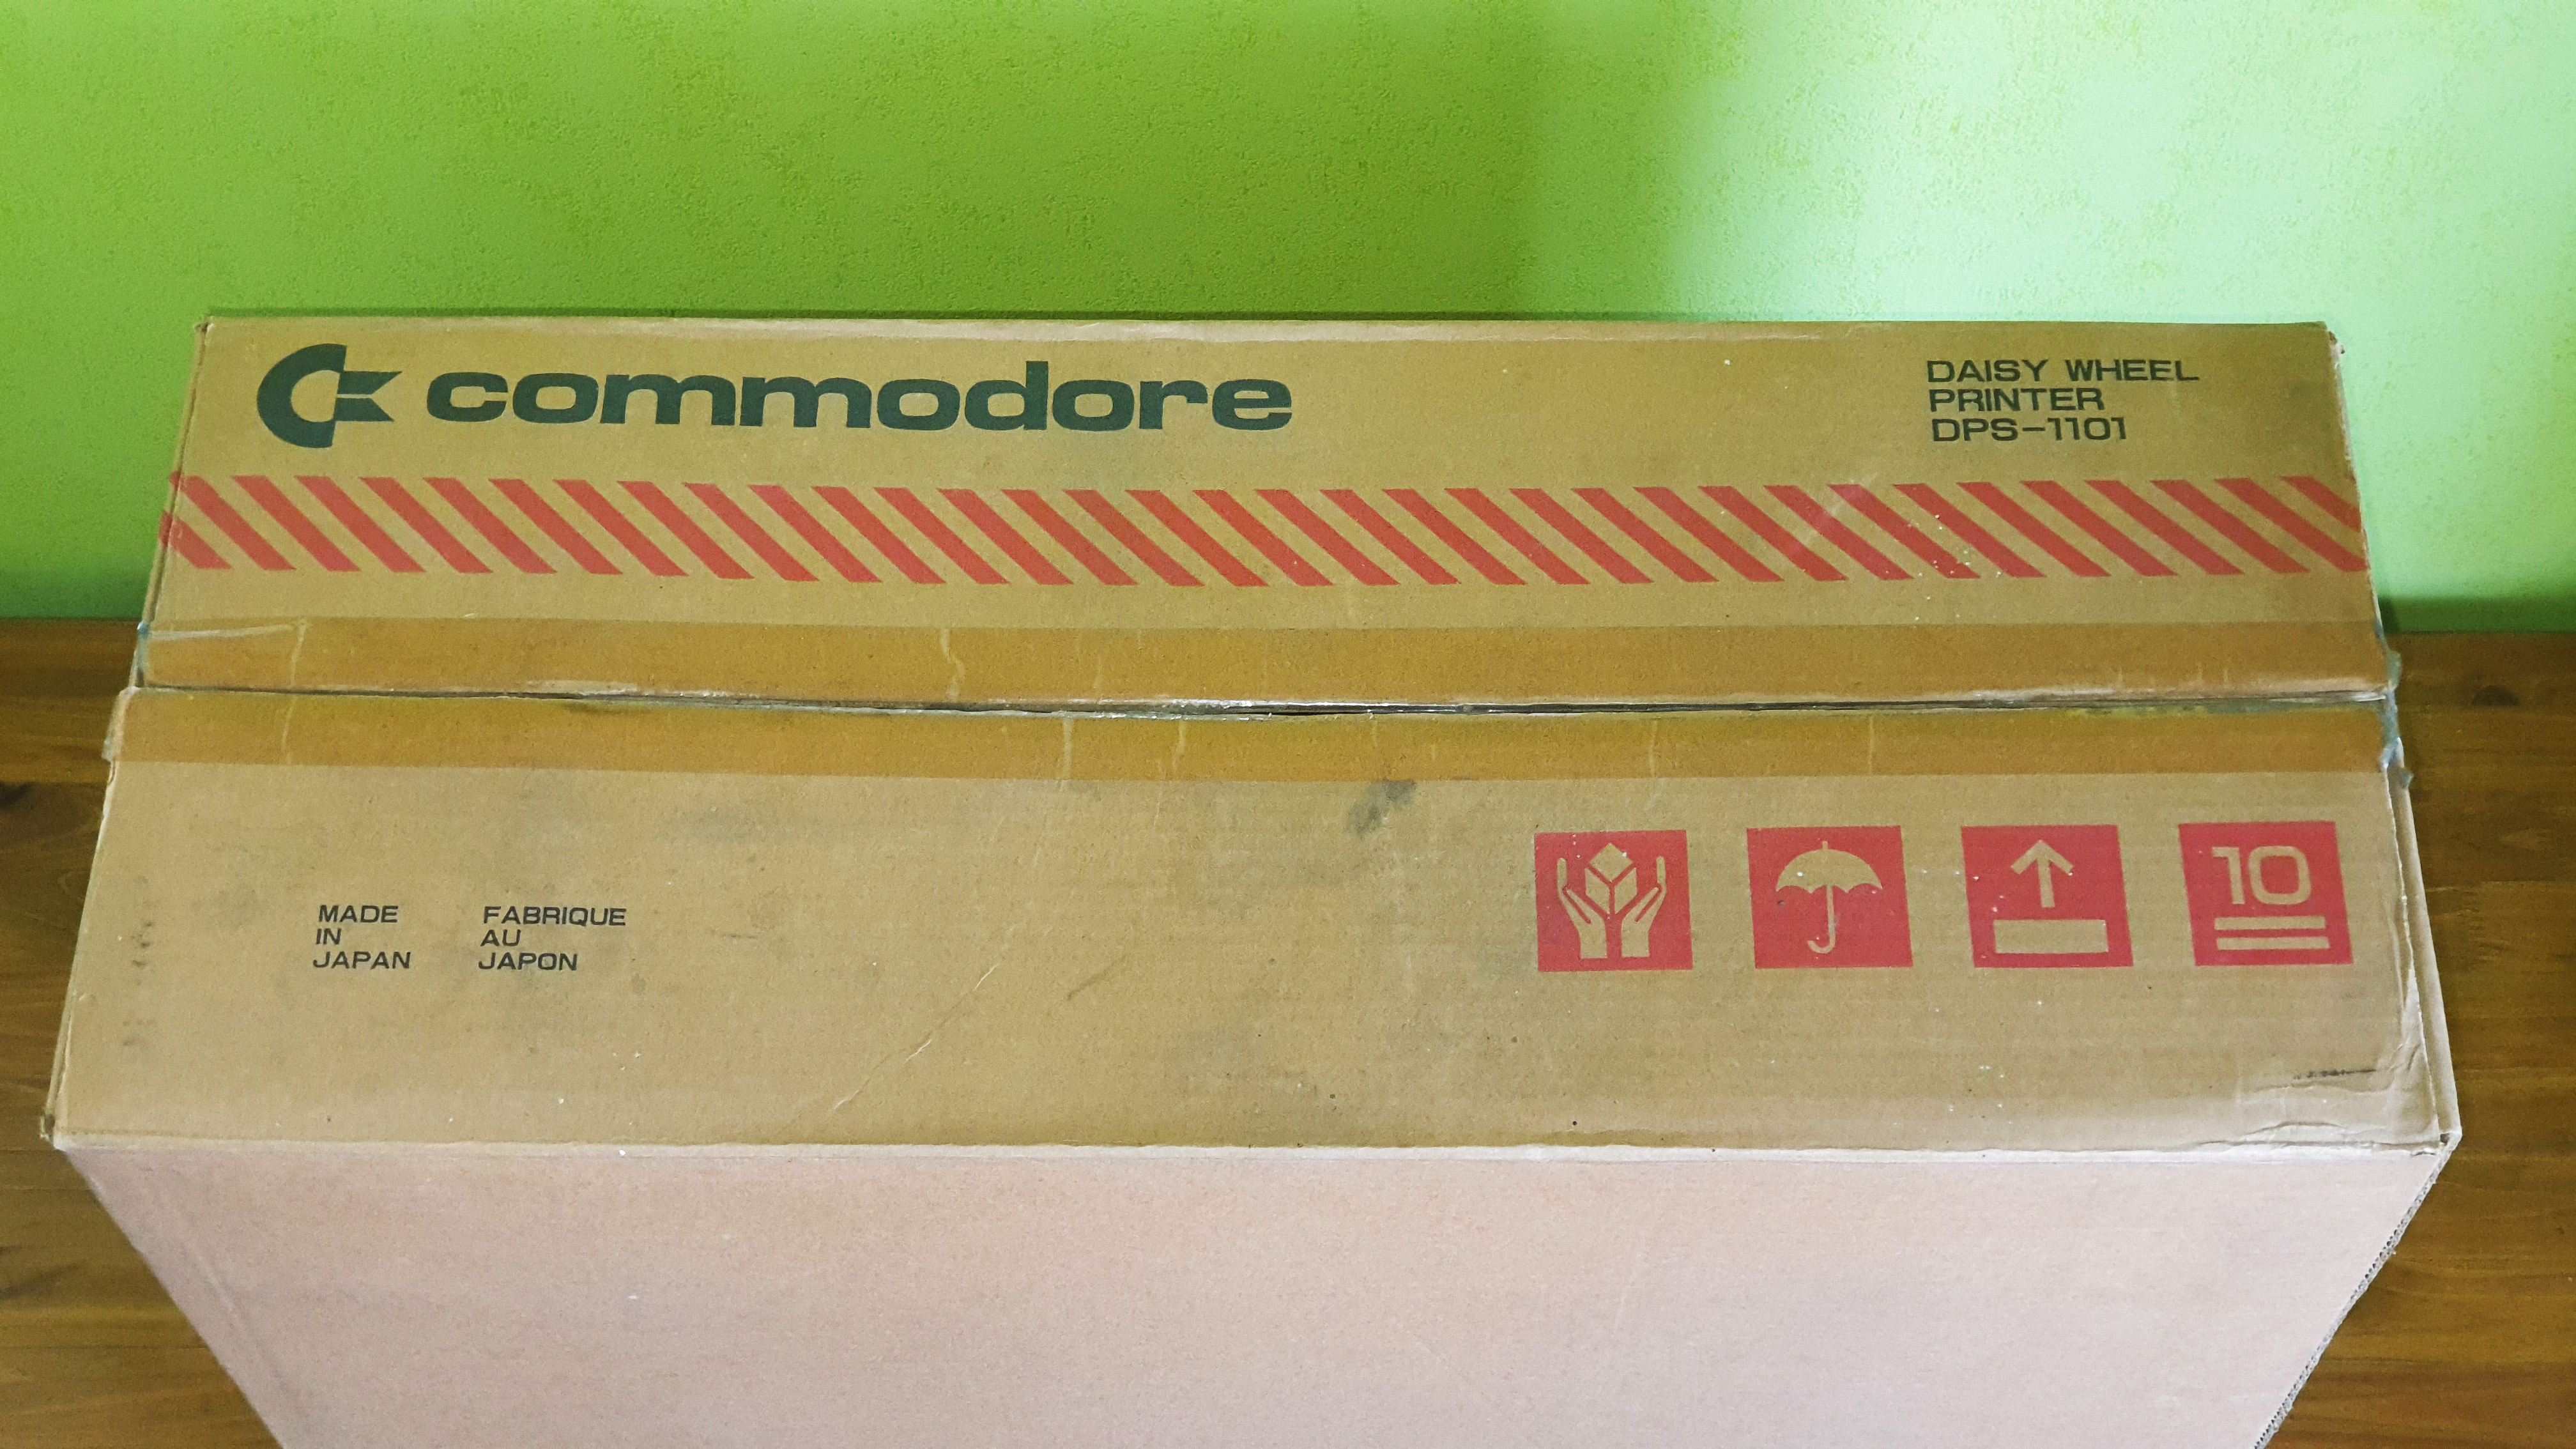 commodore
DAISY WHEEL
PRINTER
DPS-1101
MADE
IN
JAPAN
FABRIQUE
AU
JAPON
10